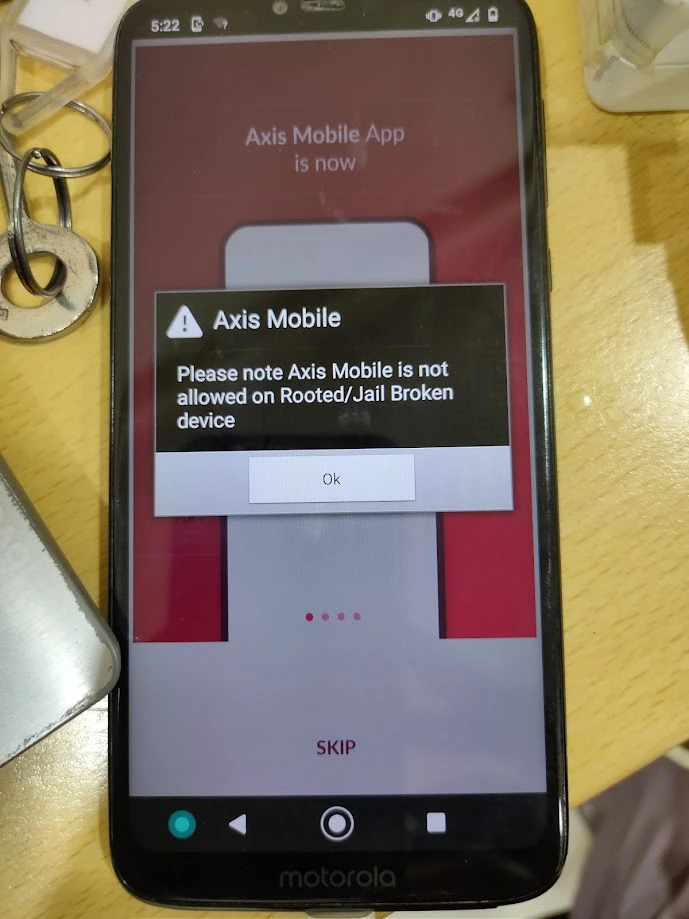 5:22
4G
Axis Mobile App
is now
Axis Mobile
Please note Axis Mobile is not
allowed on Rooted/Jail Broken
device
Ok
SKIP
motorola